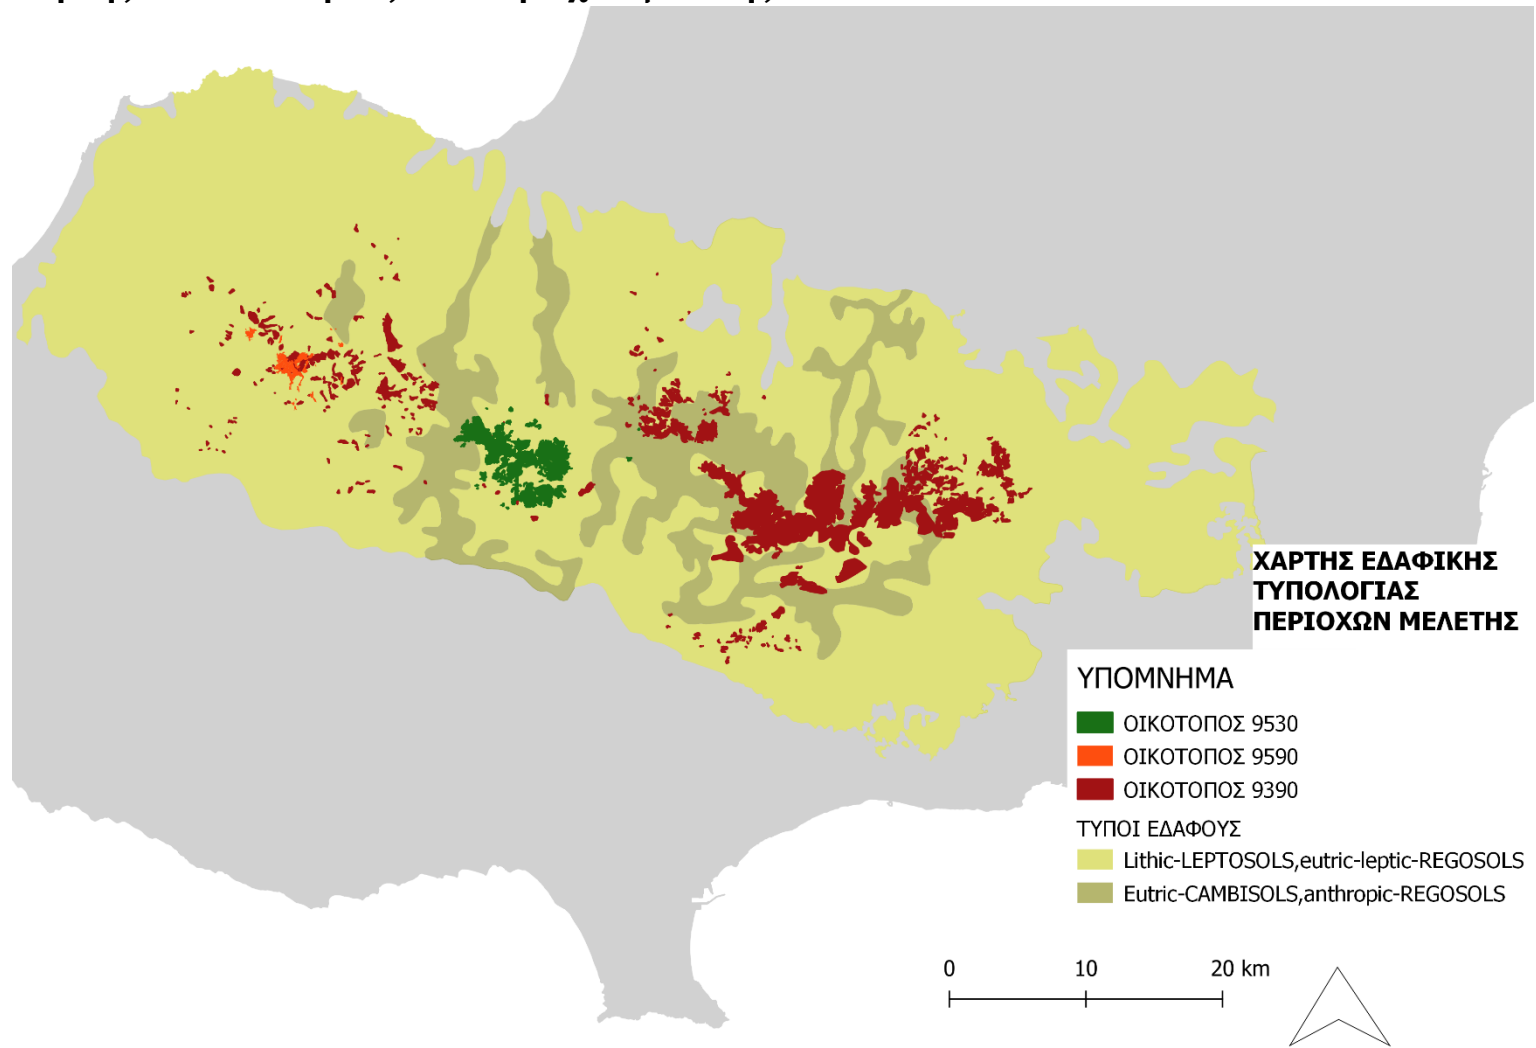 ΧΑΡΤΗΣ ΕΔΑΦΙΚΗΣ
ΤΥΠΟΛΟΓΙΑΣ
ΠΕΡΙΟΧΩΝ ΜΕΛΕΤΗΣ
ΥΠΟΜΝΗΜΑ
ΟΙΚΟΤΟΠΟΣ 9530
ΟΙΚΟΤΟΠΟΣ 9590
ΟΙΚΟΤΟΠΟΣ 9390
ΤΥΠΟΙ ΕΔΑΦΟΥΣ
Lithic-LEPTOSOLS,eutric-leptic-REGOSOLS
Eutric-CAMBISOLS,anthropic-REGOSOLS
0 10 20 km